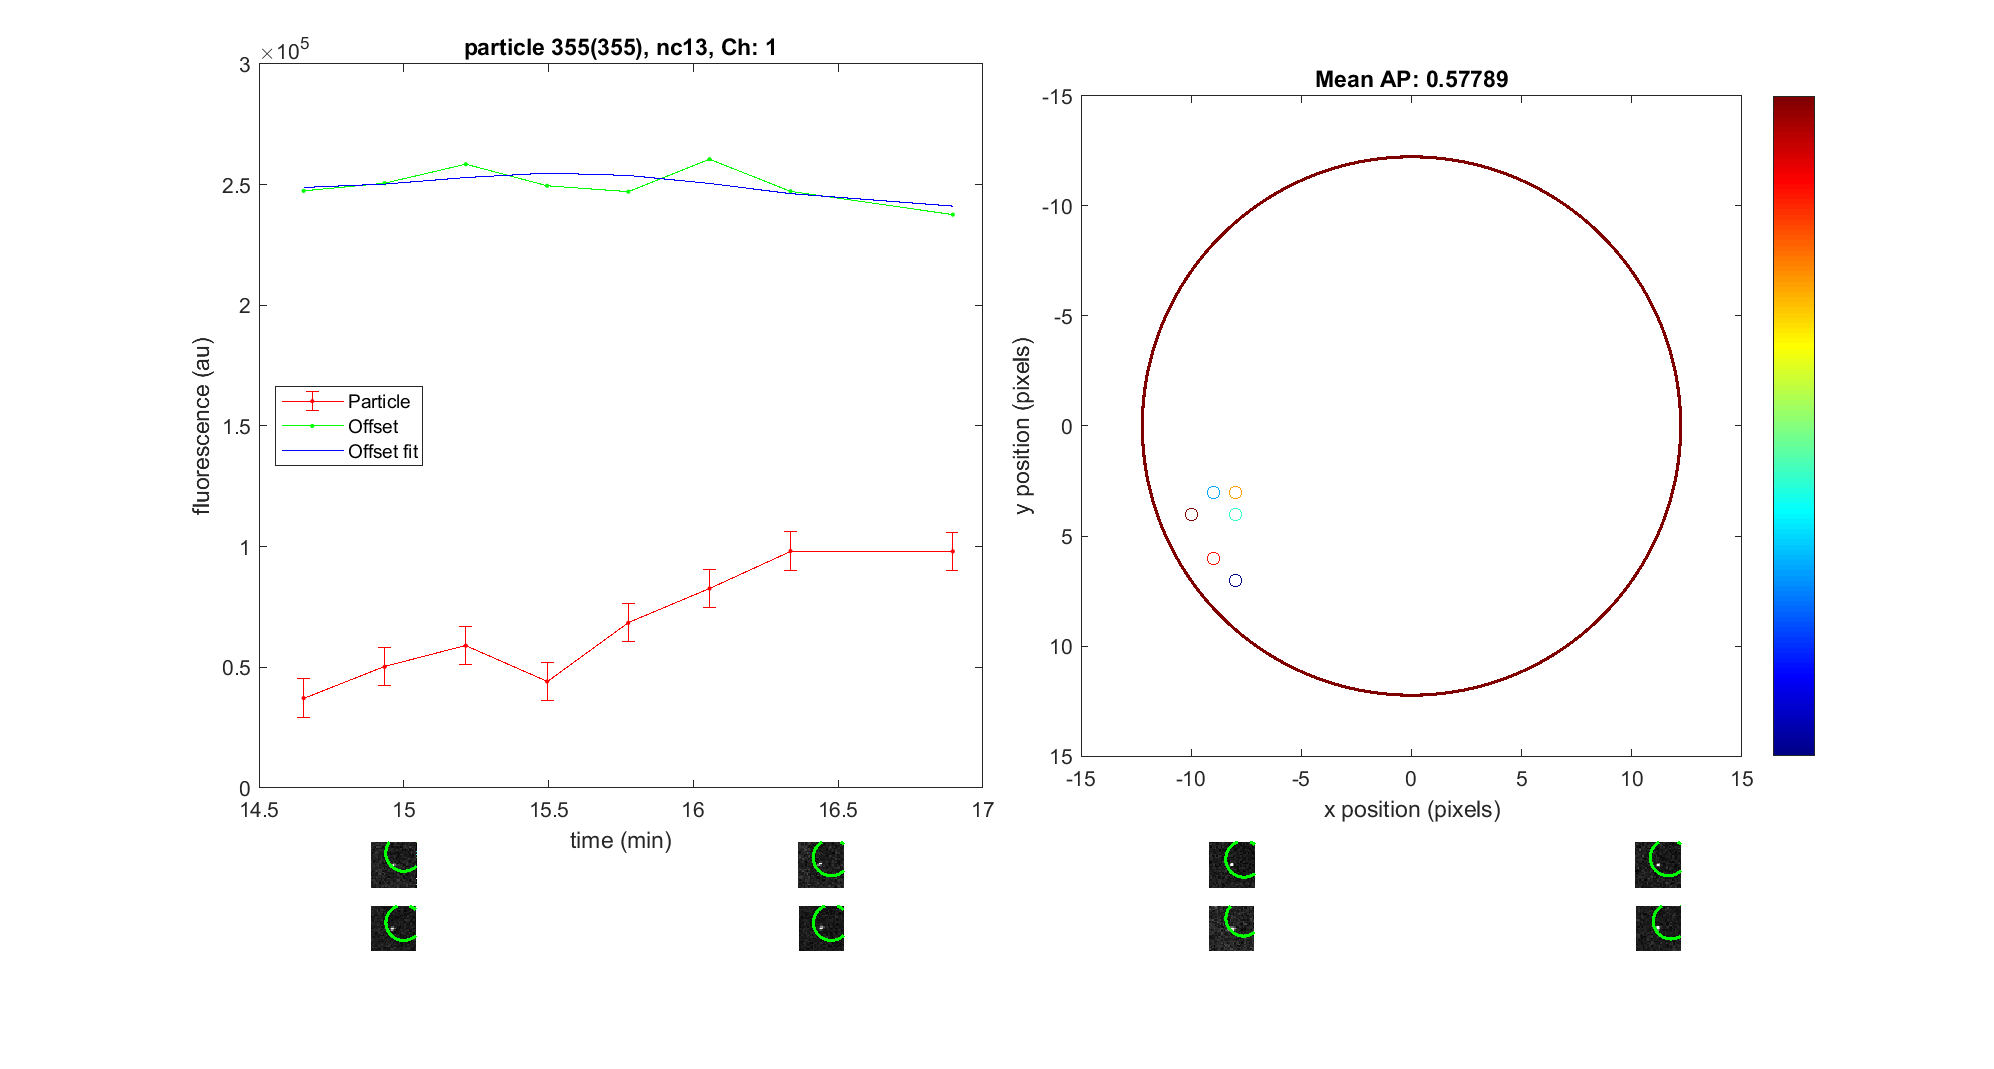 particle 355(355), nc13, Ch: 1
×10^5
3
2.5
2
1.5
1
0.5
0
fluorescence (au)
Particle
Offset
Offset fit
14.5 15 15.5 16 16.5 17
time (min)
Mean AP: 0.57789
-15
-10
-5
0
5
10
15
y position (pixels)
-15 -10 -5 0 5 10 15
x position (pixels)